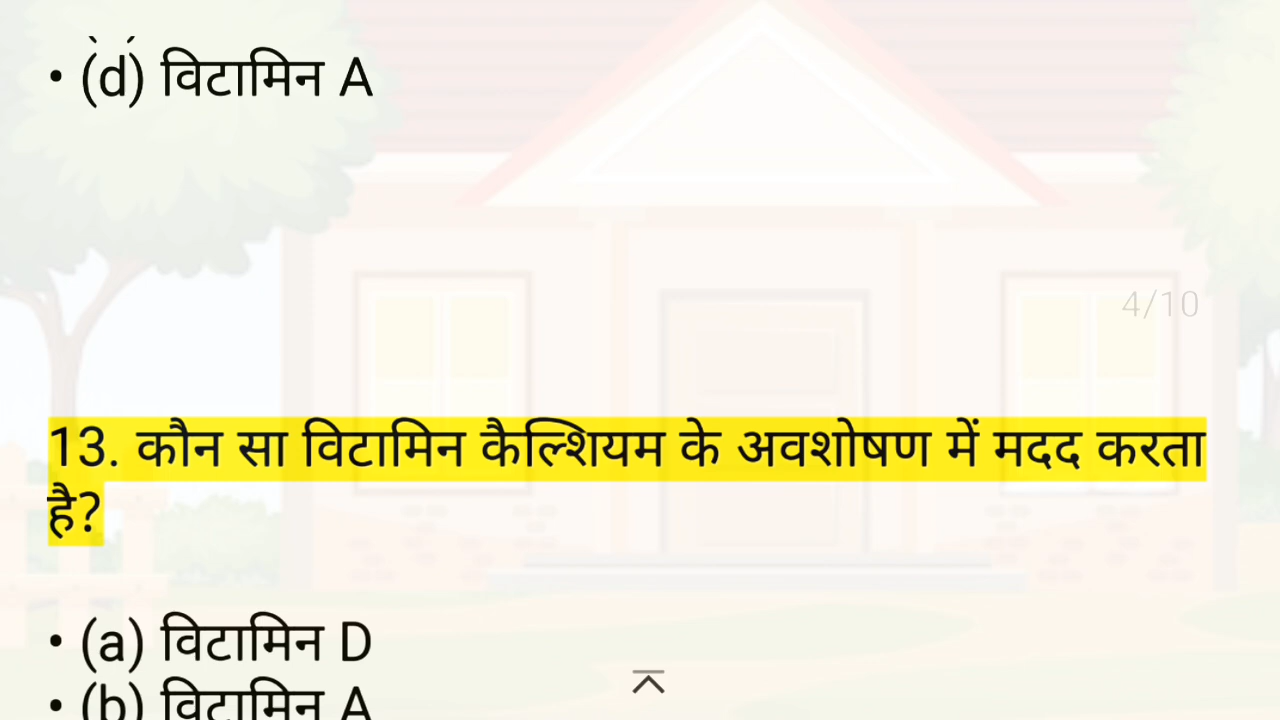 • (d) विटामिन A
4/10
13. कौन सा विटामिन कैल्शियम के अवशोषण में मदद करता
है?
• (a) विटामिन D
• (b) विटामिन A